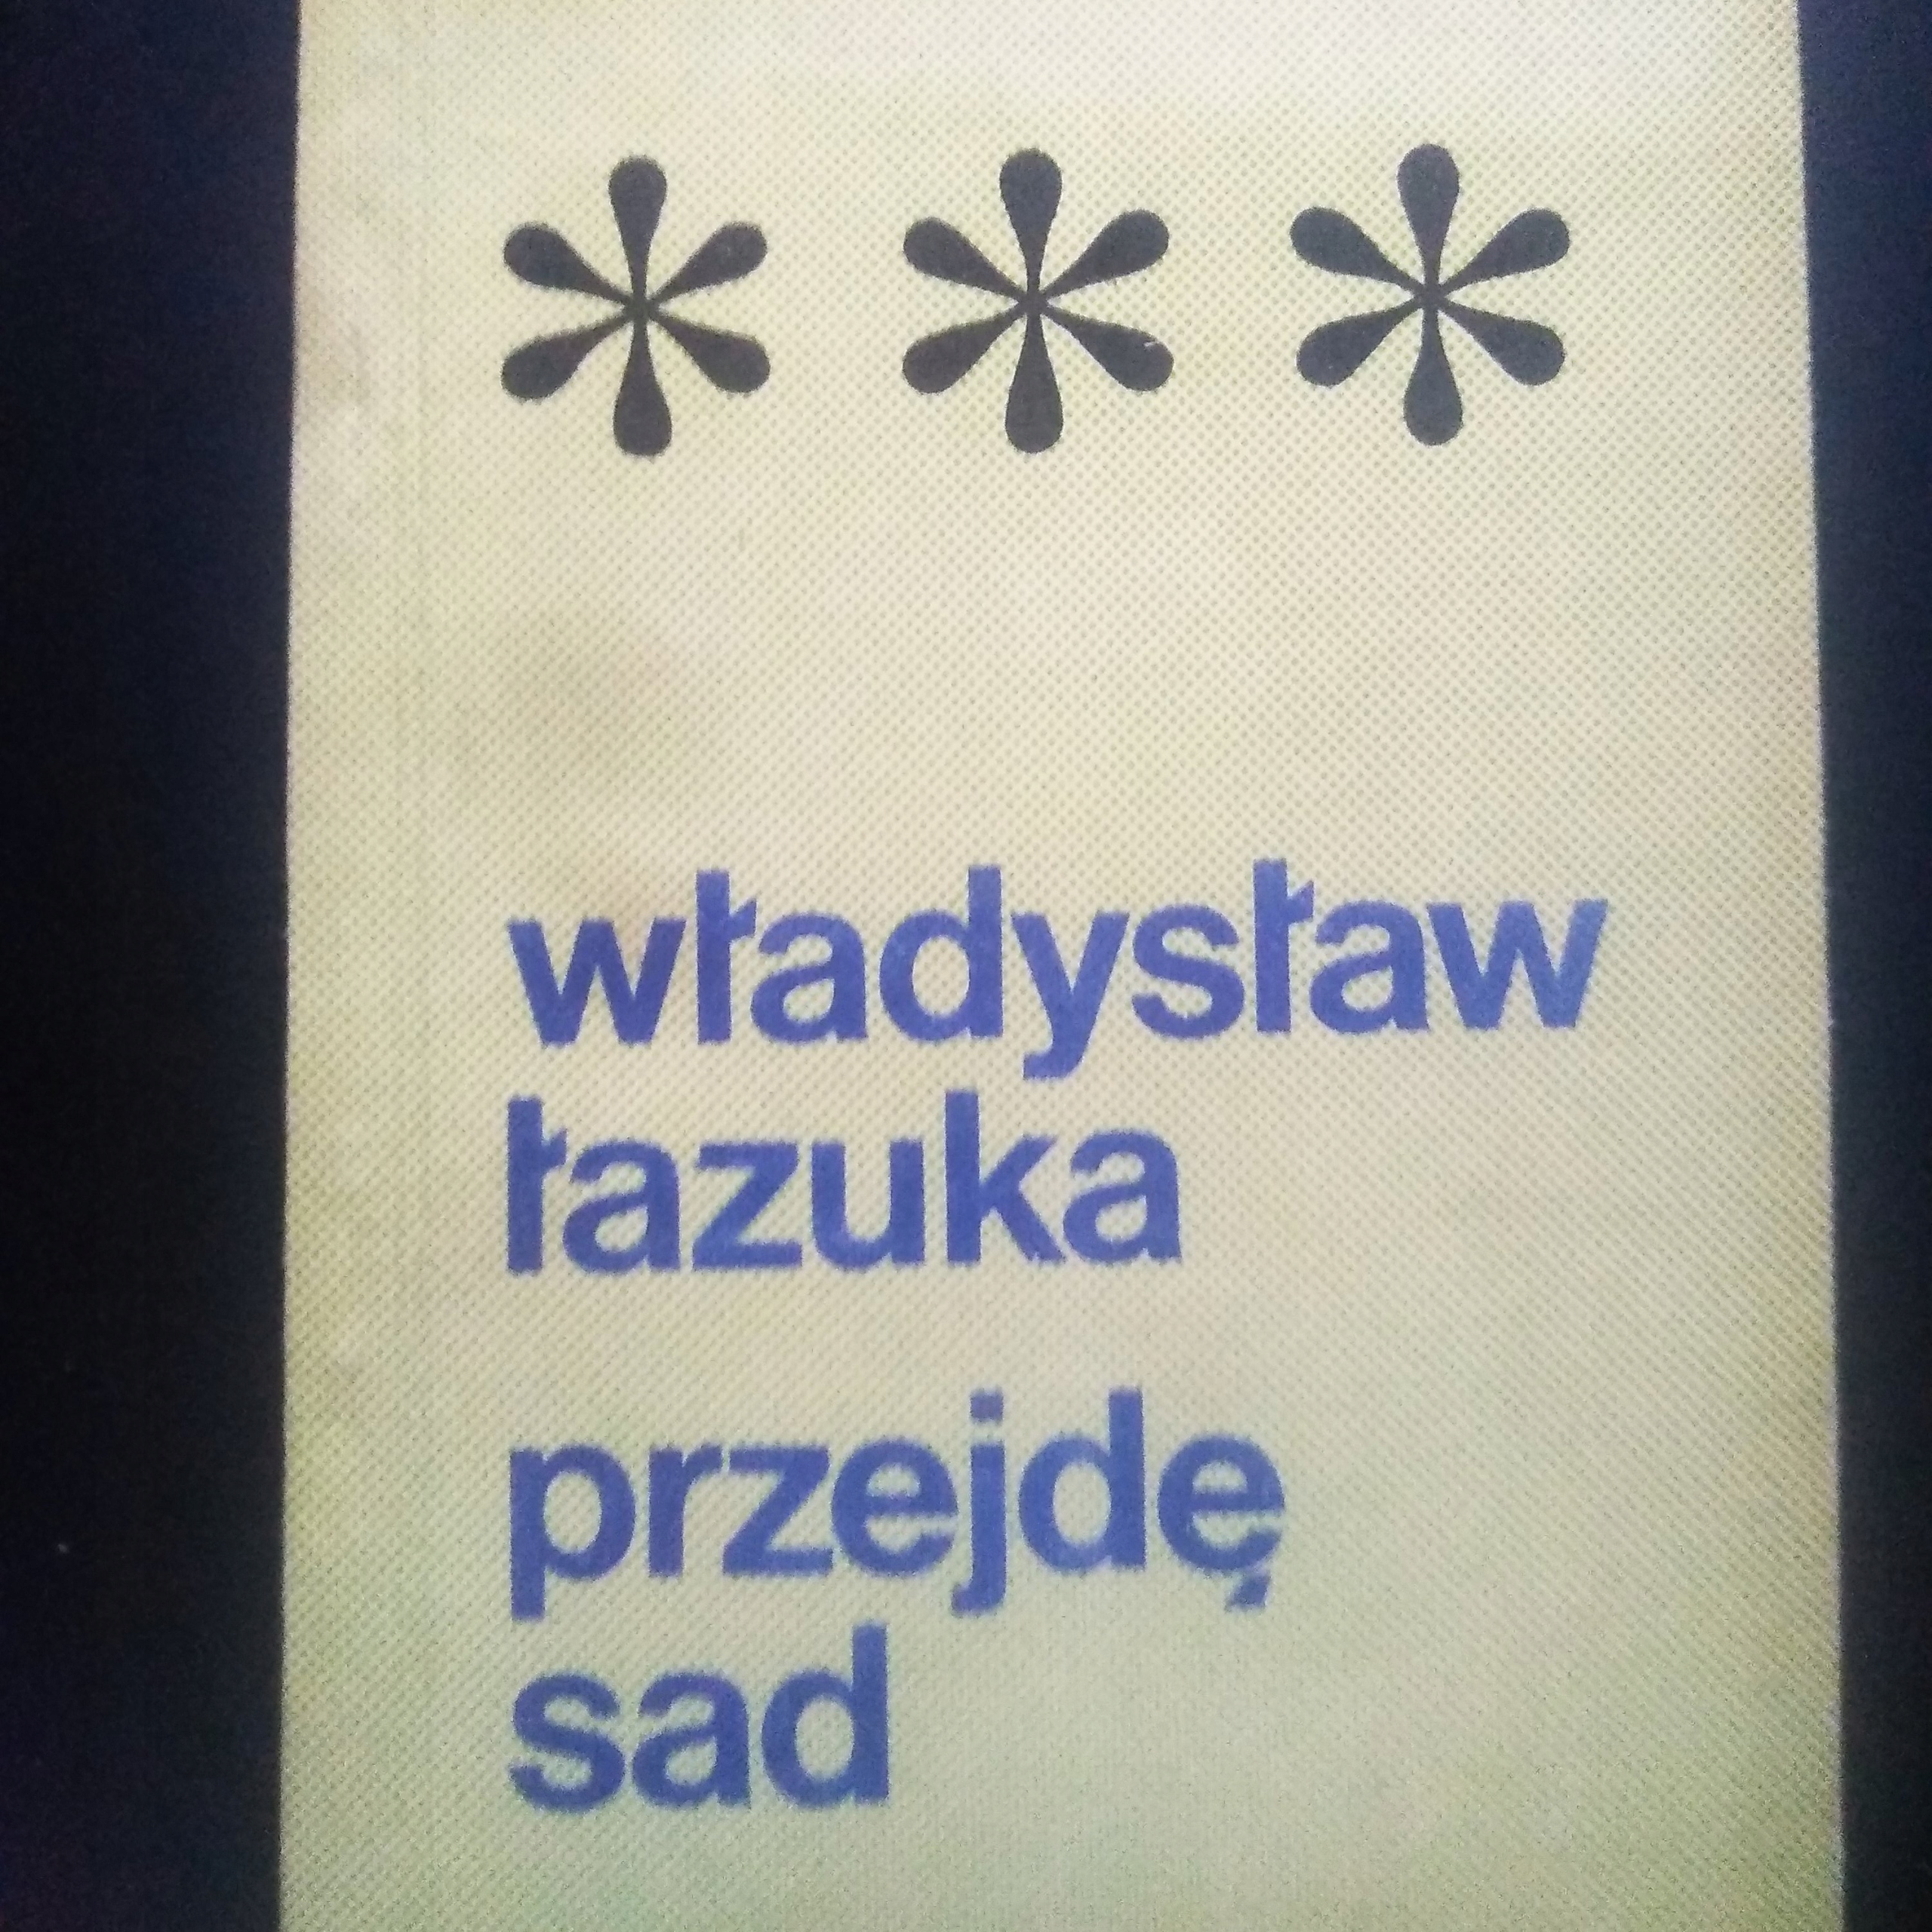 * * *
władysław
łazuka
przejdę
sad